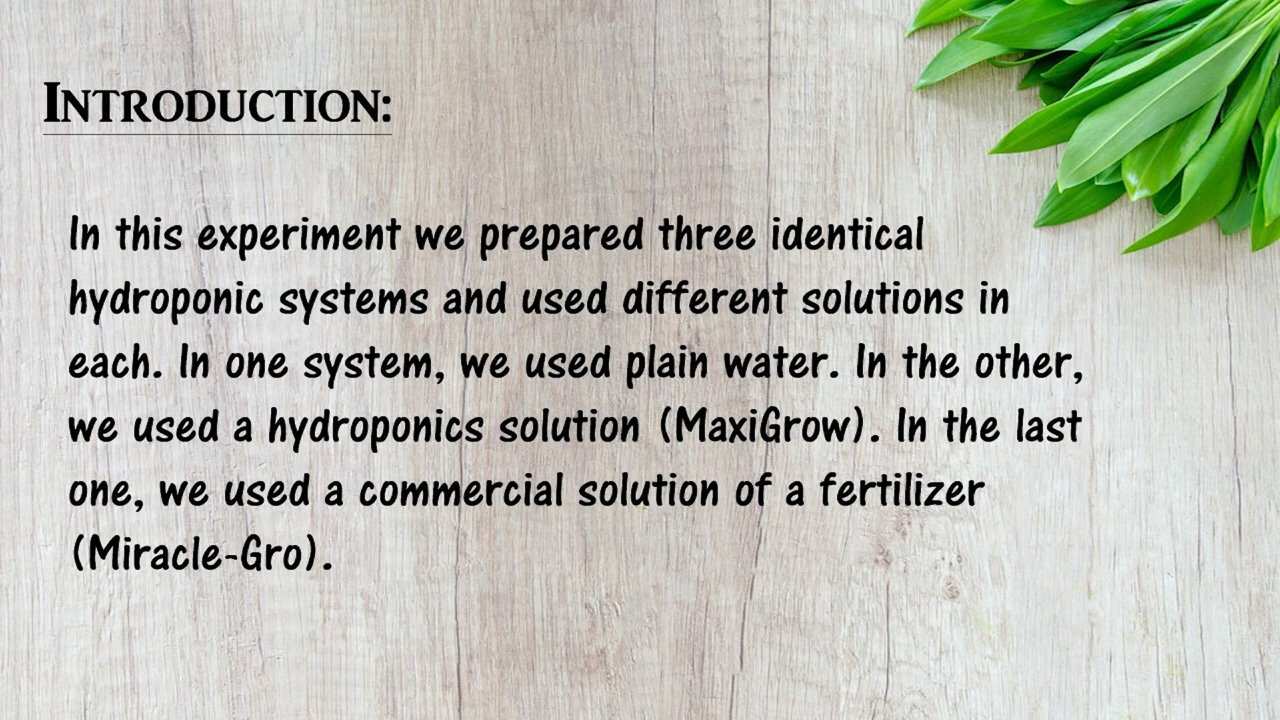 Introduction:
In this experiment we prepared three identical
hydroponic systems and used different solutions in
each. In one system, we used plain water. In the other,
we used a hydroponics solution (MaxiGrow). In the last
one, we used a commercial solution of a fertilizer
(Miracle-Gro).